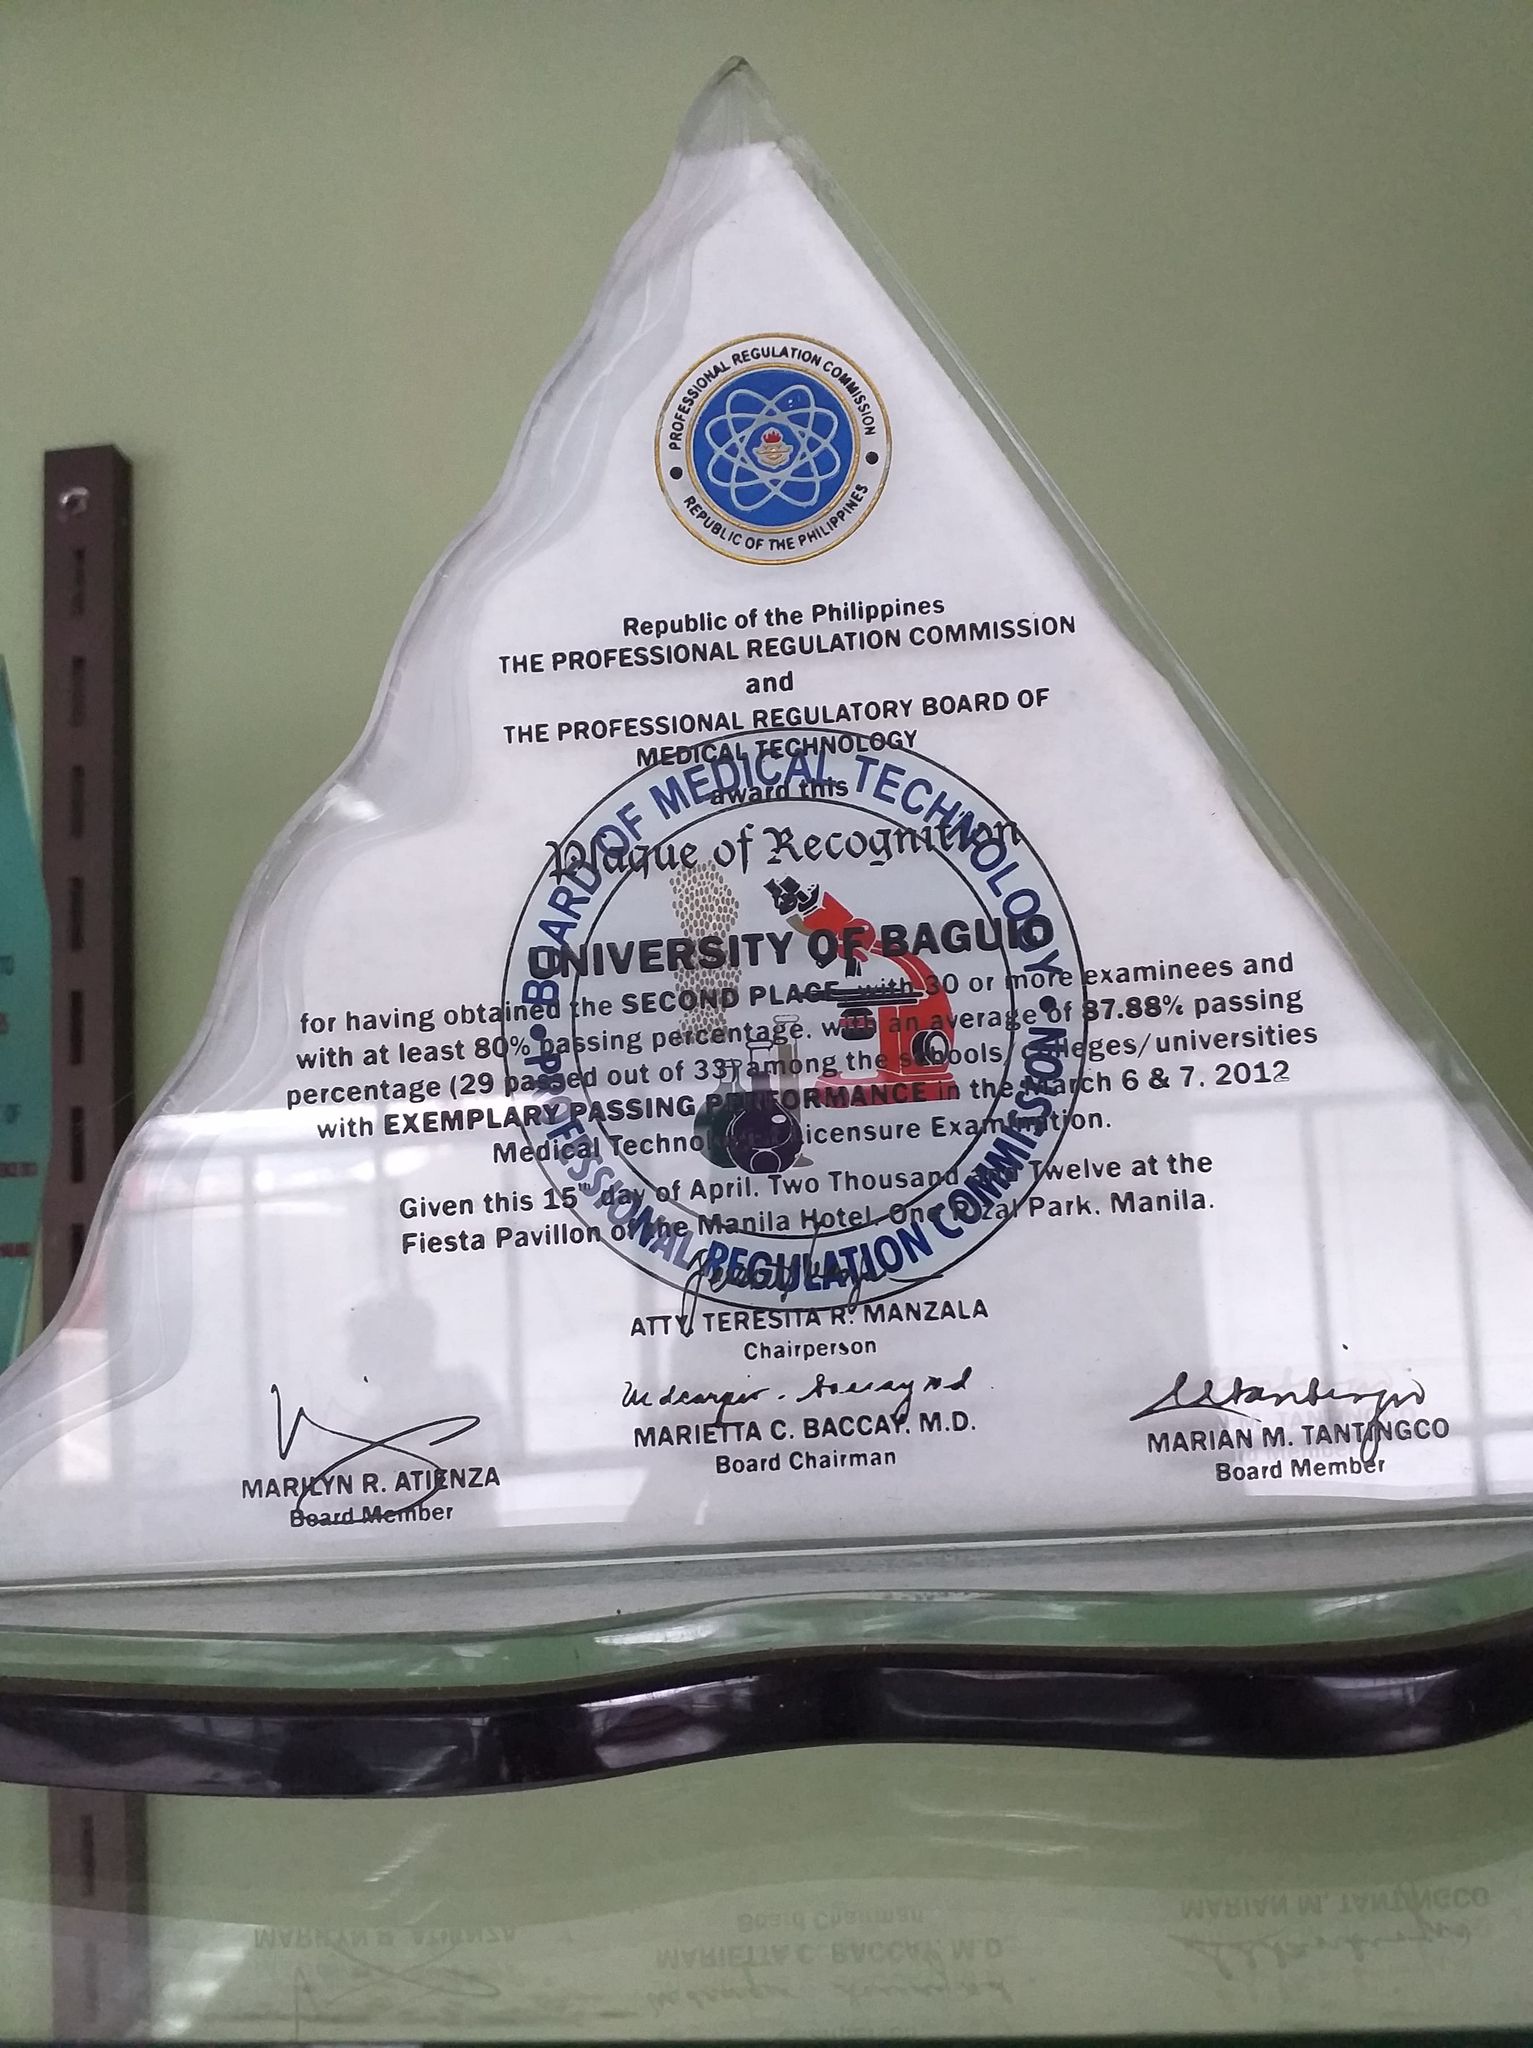 PROFESSIONAL REGULATION COMMISSION
REPUBLIC OF THE PHILIPPINES
Republic of the Philippines
THE PROFESSIONAL REGULATION COMMISSION
and
THE PROFESSIONAL REGULATORY BOARD OF
MEDICAL TECHNOLOGY
award this
Plaque of Recognition
UNIVERSITY OF BAGUIO
for having obtained the SECOND PLACE, with 30 or more examinees and
with at least 80% passing percentage, with an average of 87.88% passing
percentage (29 passed out of 33) among the schools/colleges/universities
with EXEMPLARY PASSING PERFORMANCE in the March 6 & 7, 2012
Medical Technologist Licensure Examination.
Given this 15th day of April, Two Thousand and Twelve at the
Fiesta Pavillon of the Manila Hotel, One Rizal Park, Manila.
BOARD OF MEDICAL TECHNOLOGY
PROFESSIONAL REGULATION COMMISSION
ATTY. TERESITA R. MANZALA
Chairperson
MARIETTA C. BACCAY, M.D.
Board Chairman
MARILYN R. ATIENZA
Board Member
MARIAN M. TANTINGCO
Board Member